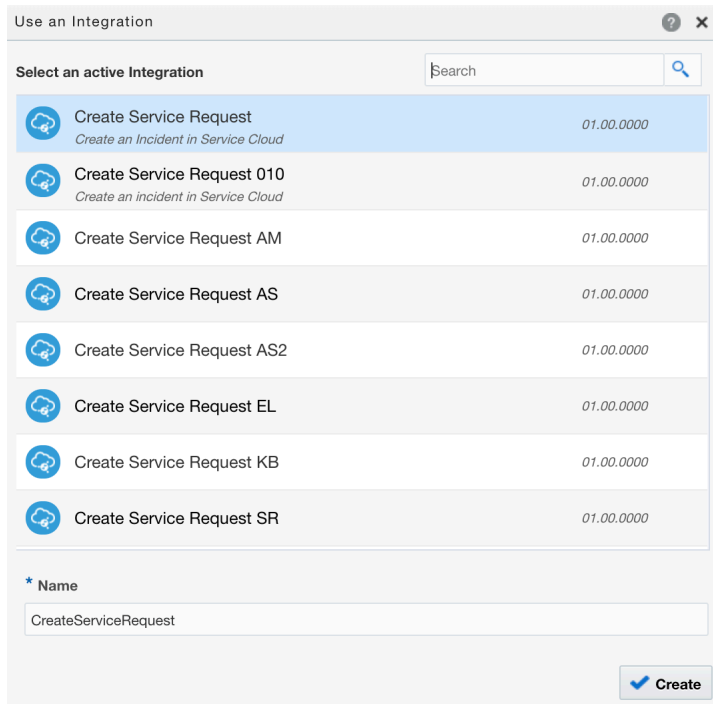 Use an Integration
Select an active Integration
Search
Create Service Request
01.00.0000
Create an Incident in Service Cloud
Create Service Request 010
01.00.0000
Create an incident in Service Cloud
Create Service Request AM
01.00.0000
Create Service Request AS
01.00.0000
Create Service Request AS2
01.00.0000
Create Service Request EL
01.00.0000
Create Service Request KB
01.00.0000
Create Service Request SR
01.00.0000
* Name
CreateServiceRequest
Create